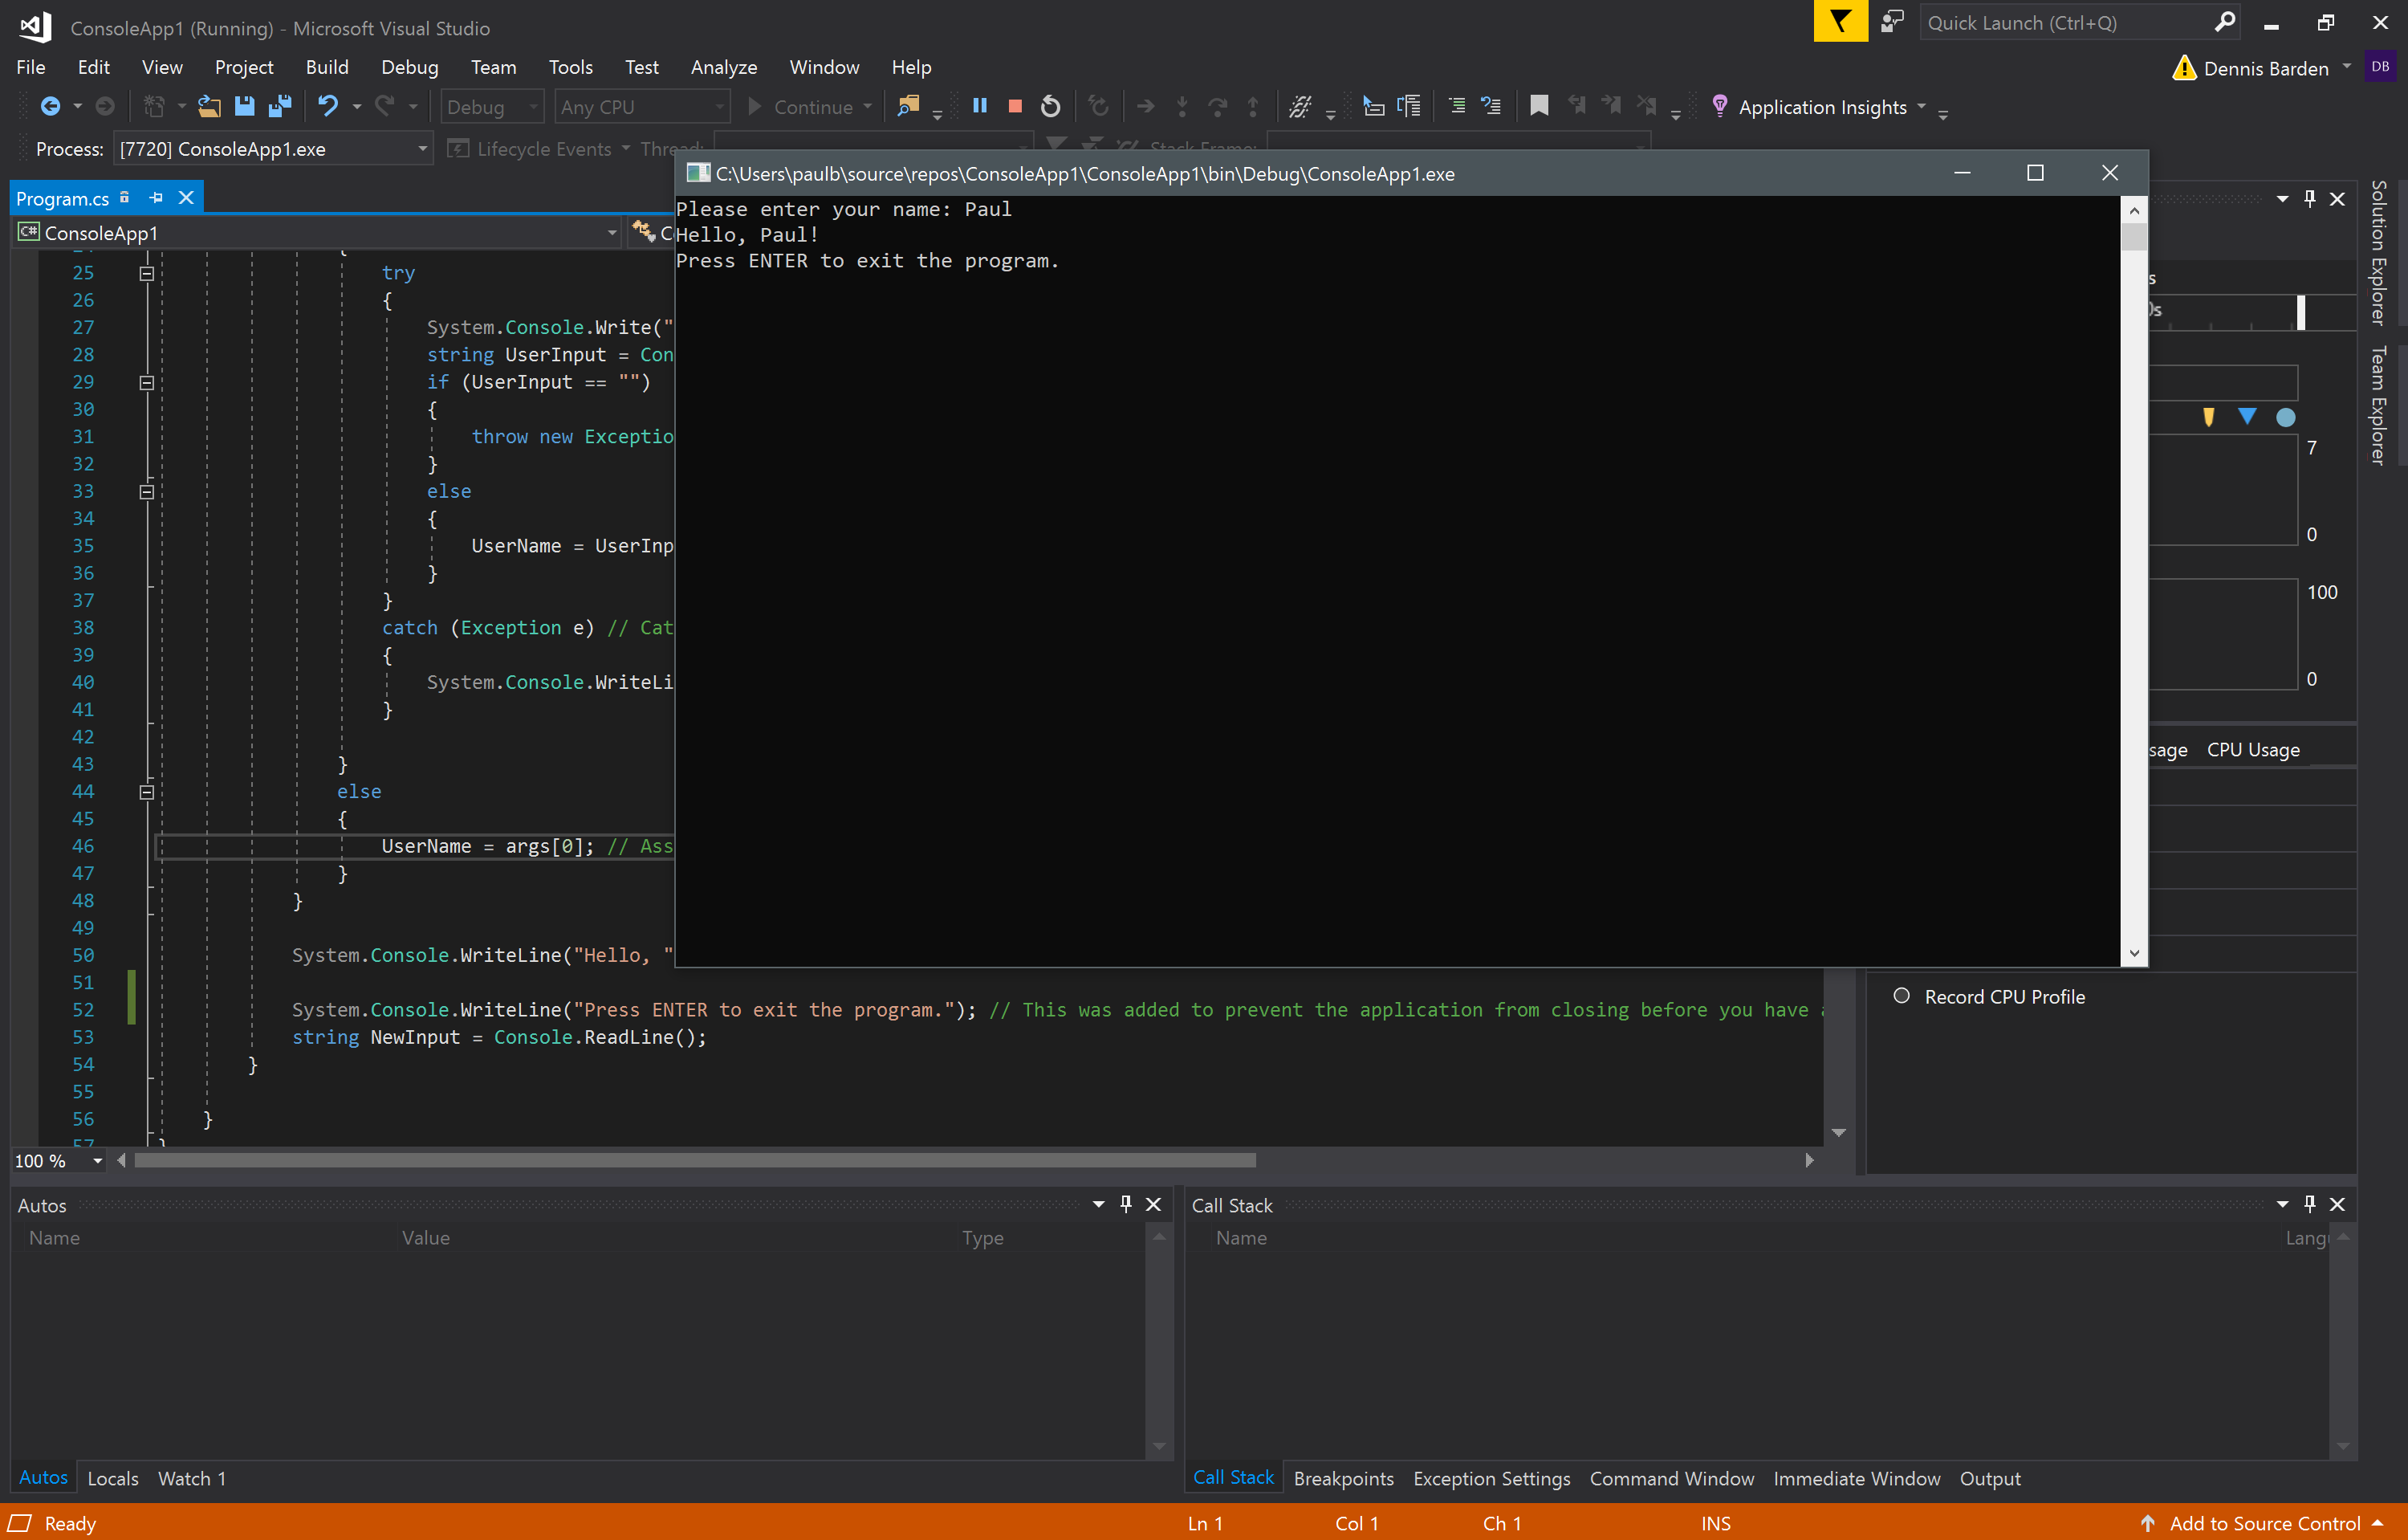 ConsoleApp1 (Running) - Microsoft Visual Studio
Quick Launch (Ctrl+Q)
File Edit View Project Build Debug Team Tools Test Analyze Window Help
Dennis Barden DB
Debug Any CPU Continue Application Insights
Process: [7720] ConsoleApp1.exe Lifecycle Events Thread: Stack Frame:
C:\Users\paulb\source\repos\ConsoleApp1\ConsoleApp1\bin\Debug\ConsoleApp1.exe
Please enter your name: Paul
Hello, Paul!
Press ENTER to exit the program.
Program.cs
C# ConsoleApp1
25 try
26 {
27 System.Console.Write("
28 string UserInput = Con
29 if (UserInput == "")
30 {
31 throw new Exceptio
32 }
33 else
34 {
35 UserName = UserInp
36 }
37 }
38 catch (Exception e) // Cat
39 {
40 System.Console.WriteLi
41 }
42
43 }
44 else
45 {
46 UserName = args[0]; // Ass
47 }
48 }
49
50 System.Console.WriteLine("Hello, "
51
52 System.Console.WriteLine("Press ENTER to exit the program."); // This was added to prevent the application from closing before you have
53 string NewInput = Console.ReadLine();
54 }
55
56 }
57 }
100 %
Solution Explorer
Team Explorer
7
0
100
0
sage CPU Usage
Record CPU Profile
Autos
Name Value Type
Call Stack
Name Langu
Autos Locals Watch 1
Call Stack Breakpoints Exception Settings Command Window Immediate Window Output
Ready Ln 1 Col 1 Ch 1 INS Add to Source Control